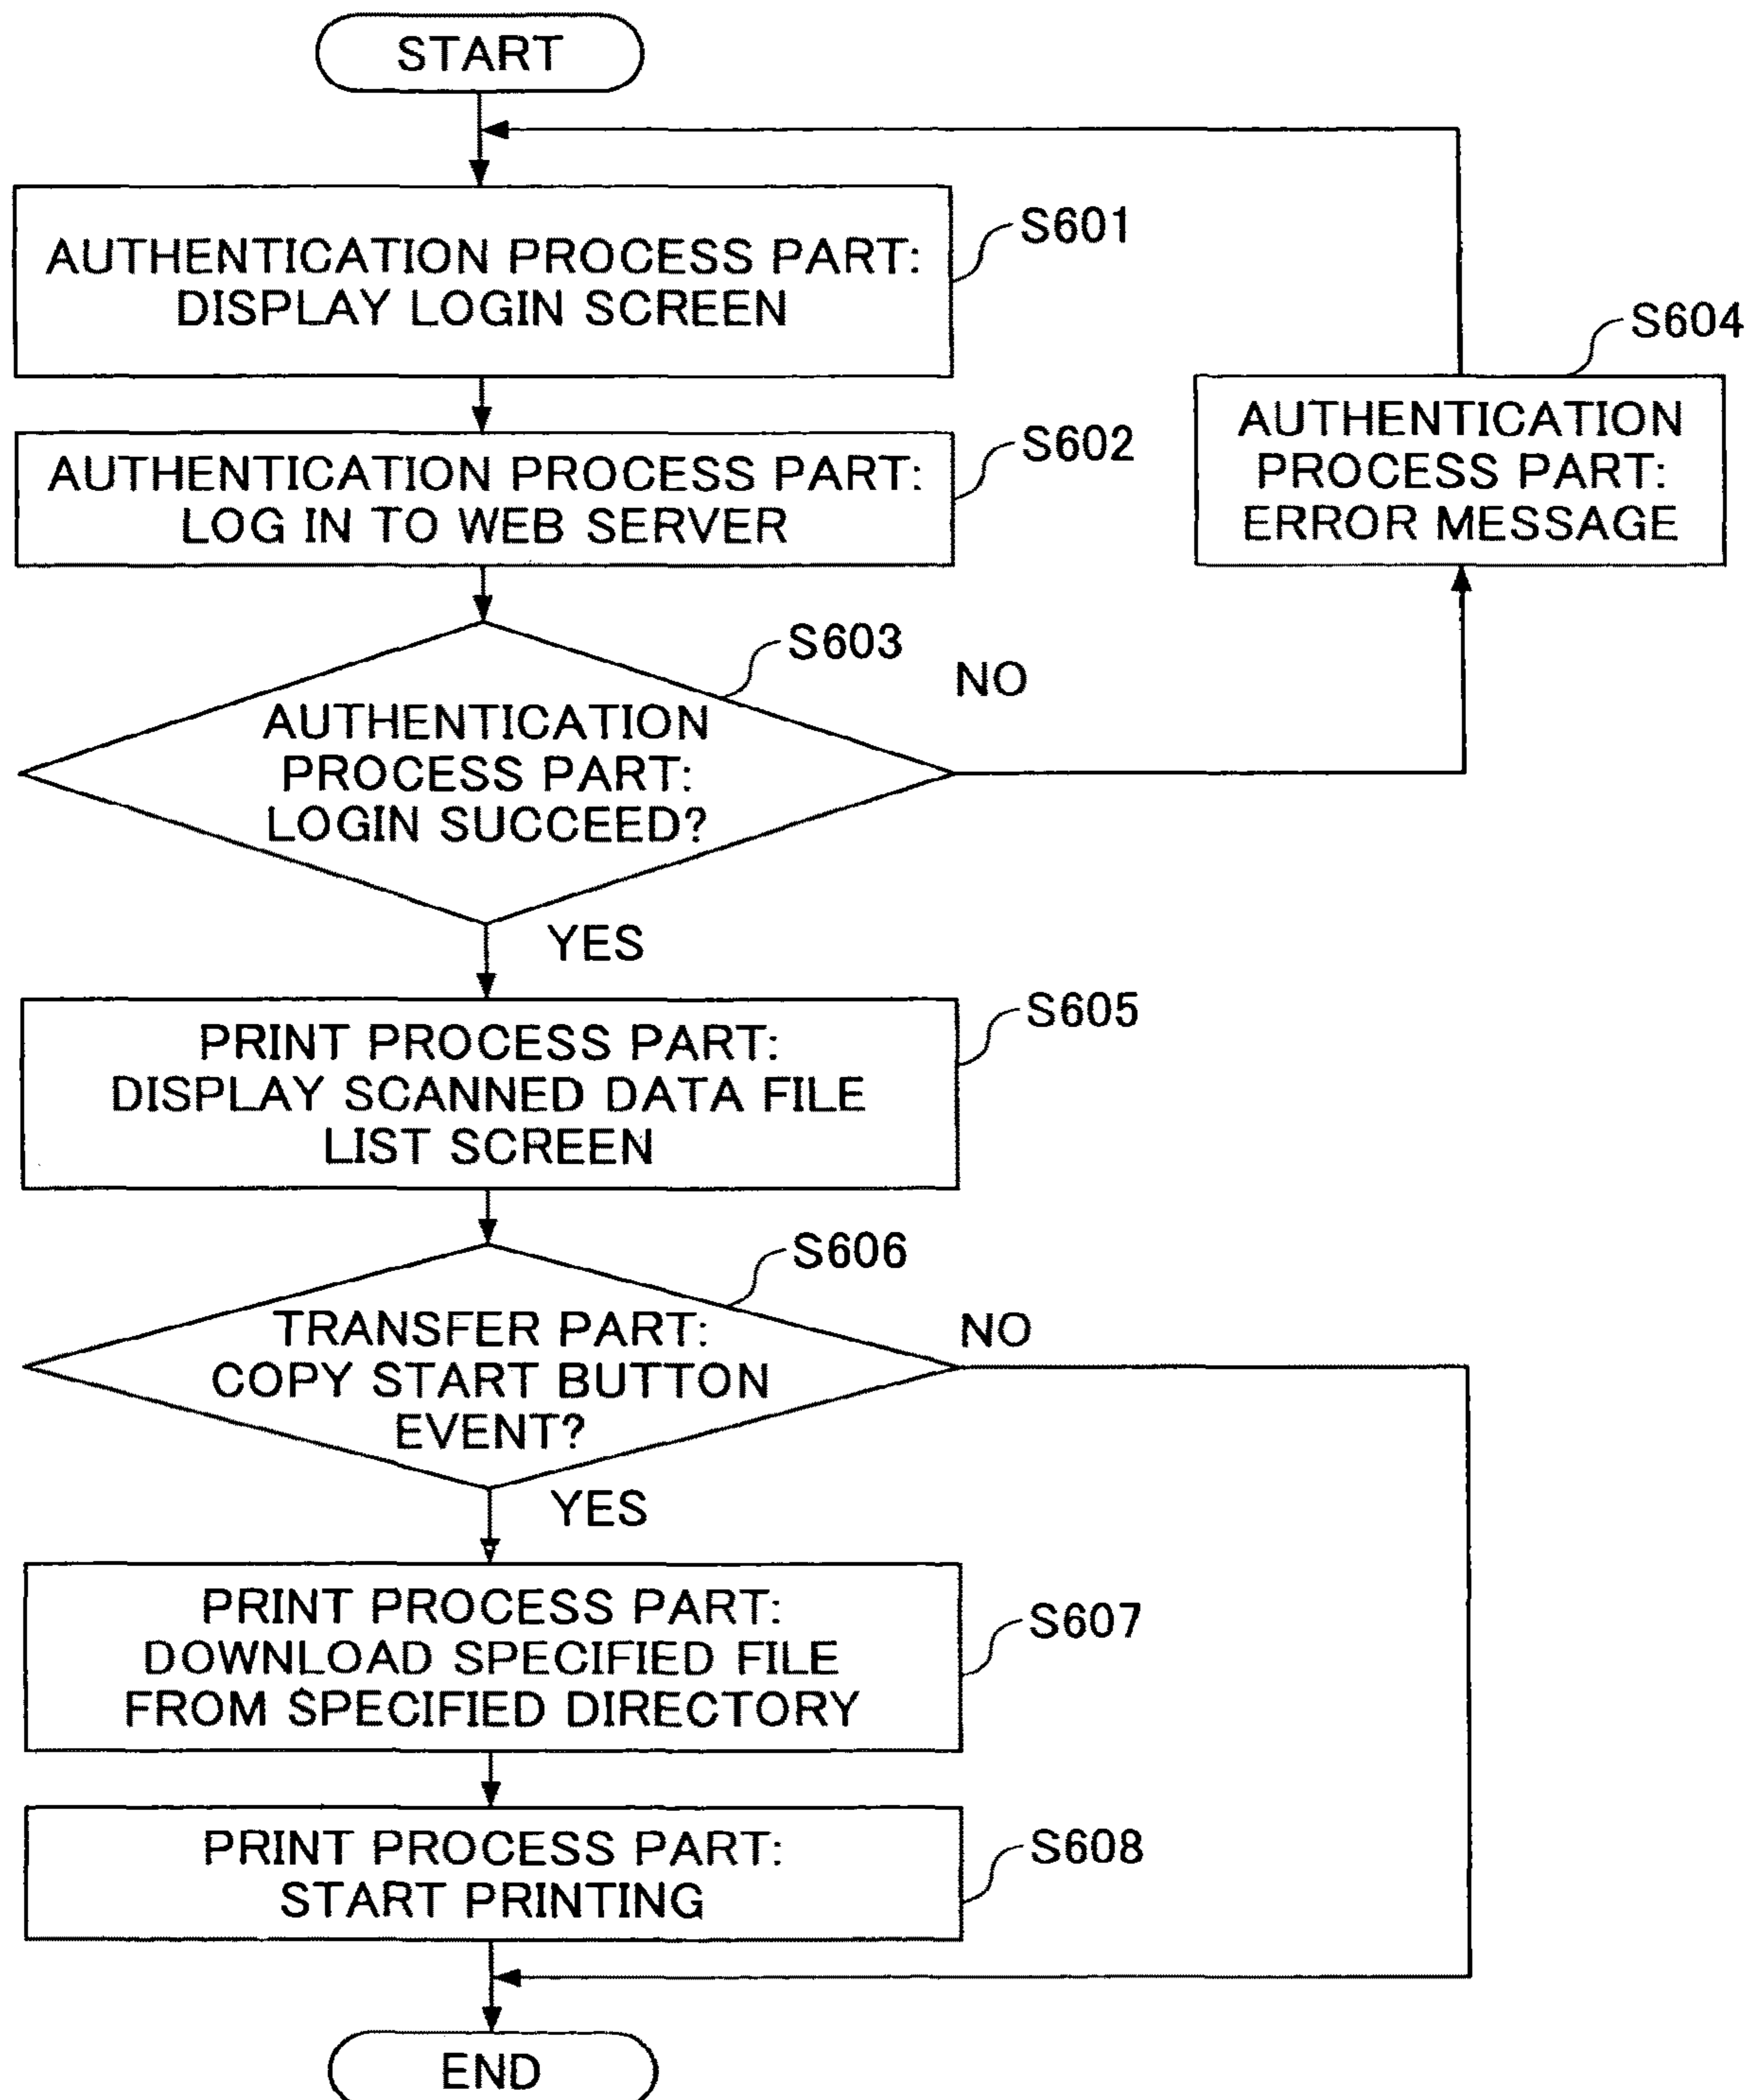 START
AUTHENTICATION PROCESS PART:
DISPLAY LOGIN SCREEN
S601
S604
AUTHENTICATION
PROCESS PART:
ERROR MESSAGE
AUTHENTICATION PROCESS PART:
LOG IN TO WEB SERVER
S602
S603
NO
AUTHENTICATION
PROCESS PART:
LOGIN SUCCEED?
YES
PRINT PROCESS PART:
DISPLAY SCANNED DATA FILE
LIST SCREEN
S605
S606
NO
TRANSFER PART:
COPY START BUTTON
EVENT?
YES
PRINT PROCESS PART:
DOWNLOAD SPECIFIED FILE
FROM SPECIFIED DIRECTORY
S607
PRINT PROCESS PART:
START PRINTING
S608
END